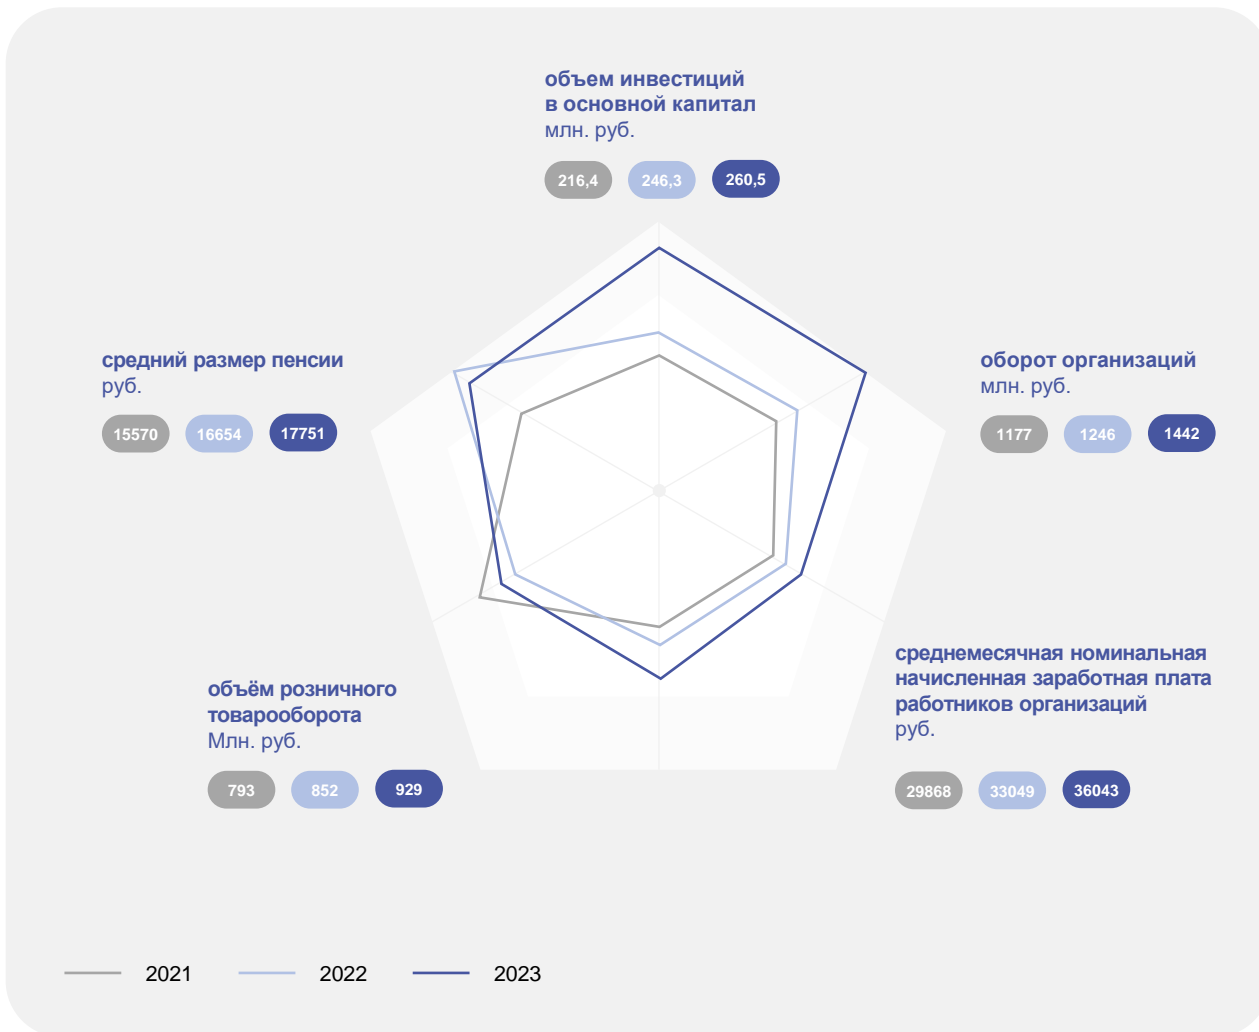 объем инвестиций
в основной капитал
млн. руб.
216,4 246,3 260,5
средний размер пенсии
руб.
15570 16654 17751
оборот организаций
млн. руб.
1177 1246 1442
объём розничного
товарооборота
Млн. руб.
793 852 929
среднемесячная номинальная
начисленная заработная плата
работников организаций
руб.
29868 33049 36043
2021 2022 2023